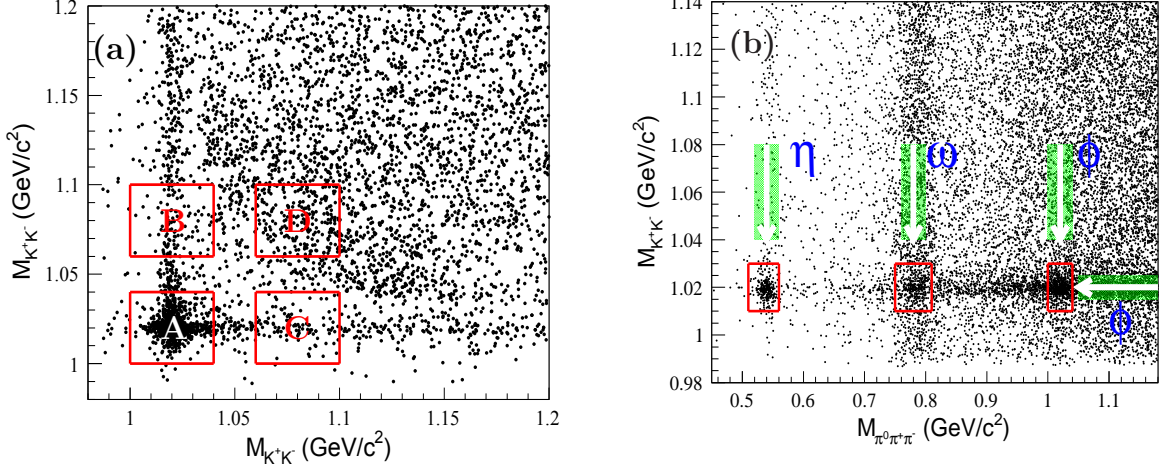 (a)
M_{K^+K^-} (GeV/c^2)
1.2
1.15
1.1
1.05
1
B
D
A
C
1
1.05
1.1
1.15
1.2
M_{K^+K^-} (GeV/c^2)
(b)
M_{K^+K^-} (GeV/c^2)
1.14
1.12
1.1
1.08
1.06
1.04
1.02
1
0.98
η
ω
ϕ
ϕ
0.5
0.6
0.7
0.8
0.9
1
1.1
M_{π^0π^+π^-} (GeV/c^2)